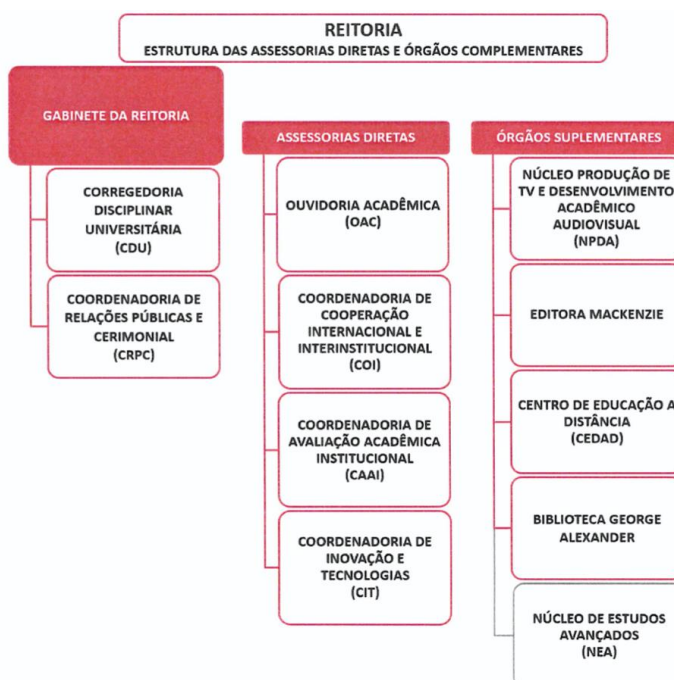 REITORIA
ESTRUTURA DAS ASSESSORIAS DIRETAS E ÓRGÃOS COMPLEMENTARES
GABINETE DA REITORIA
CORREGEDORIA
DISCIPLINAR
UNIVERSITÁRIA
(CDU)
COORDENADORIA DE
RELAÇÕES PÚBLICAS E
CERIMONIAL
(CRPC)
ASSESSORIAS DIRETAS
OUVIDORIA ACADÊMICA
(OAC)
COORDENADORIA DE
COOPERAÇÃO
INTERNACIONAL E
INTERINSTITUCIONAL
(COI)
COORDENADORIA DE
AVALIAÇÃO ACADÊMICA
INSTITUCIONAL
(CAAI)
COORDENADORIA DE
INOVAÇÃO E
TECNOLOGIAS
(CIT)
ÓRGÃOS SUPLEMENTARES
NÚCLEO PRODUÇÃO DE
TV E DESENVOLVIMENTO
ACADÊMICO
AUDIOVISUAL
(NPDA)
EDITORA MACKENZIE
CENTRO DE EDUCAÇÃO A
DISTÂNCIA
(CEDAD)
BIBLIOTECA GEORGE
ALEXANDER
NÚCLEO DE ESTUDOS
AVANÇADOS
(NEA)